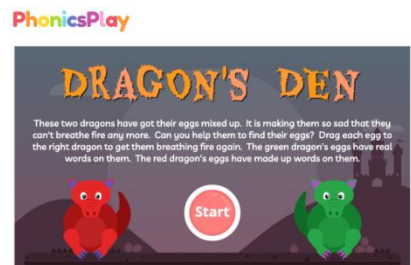 PhonicsPlay
DRAGON'S DEN
These two dragons have got their eggs mixed up. It is making them so sad that they
can't breathe fire any more. Can you help them to find their eggs? Drag each egg to
the right dragon to get them breathing fire again. The green dragon's eggs have real
words on them. The red dragon's eggs have made up words on them.
Start